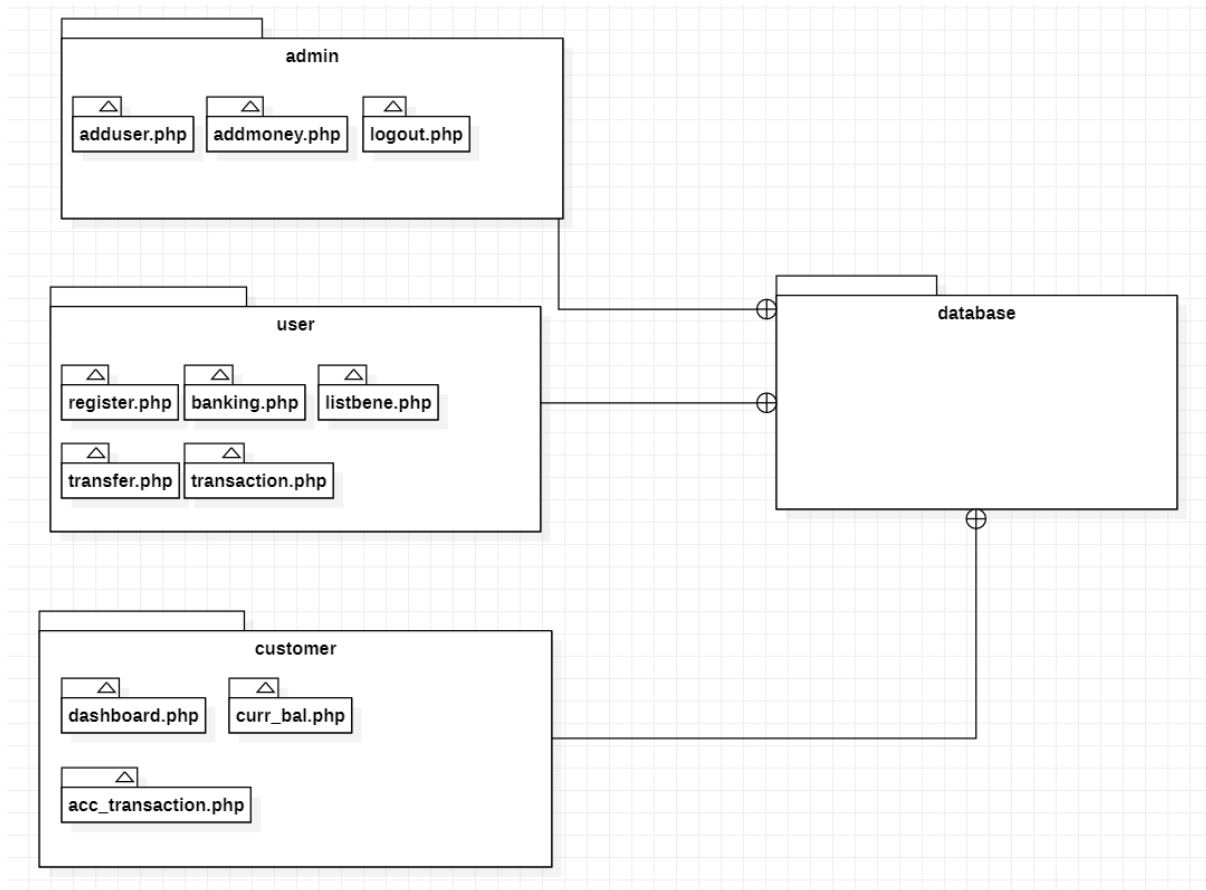 admin
adduser.php
addmoney.php
logout.php
user
register.php
banking.php
listbene.php
transfer.php
transaction.php
database
customer
dashboard.php
curr_bal.php
acc_transaction.php